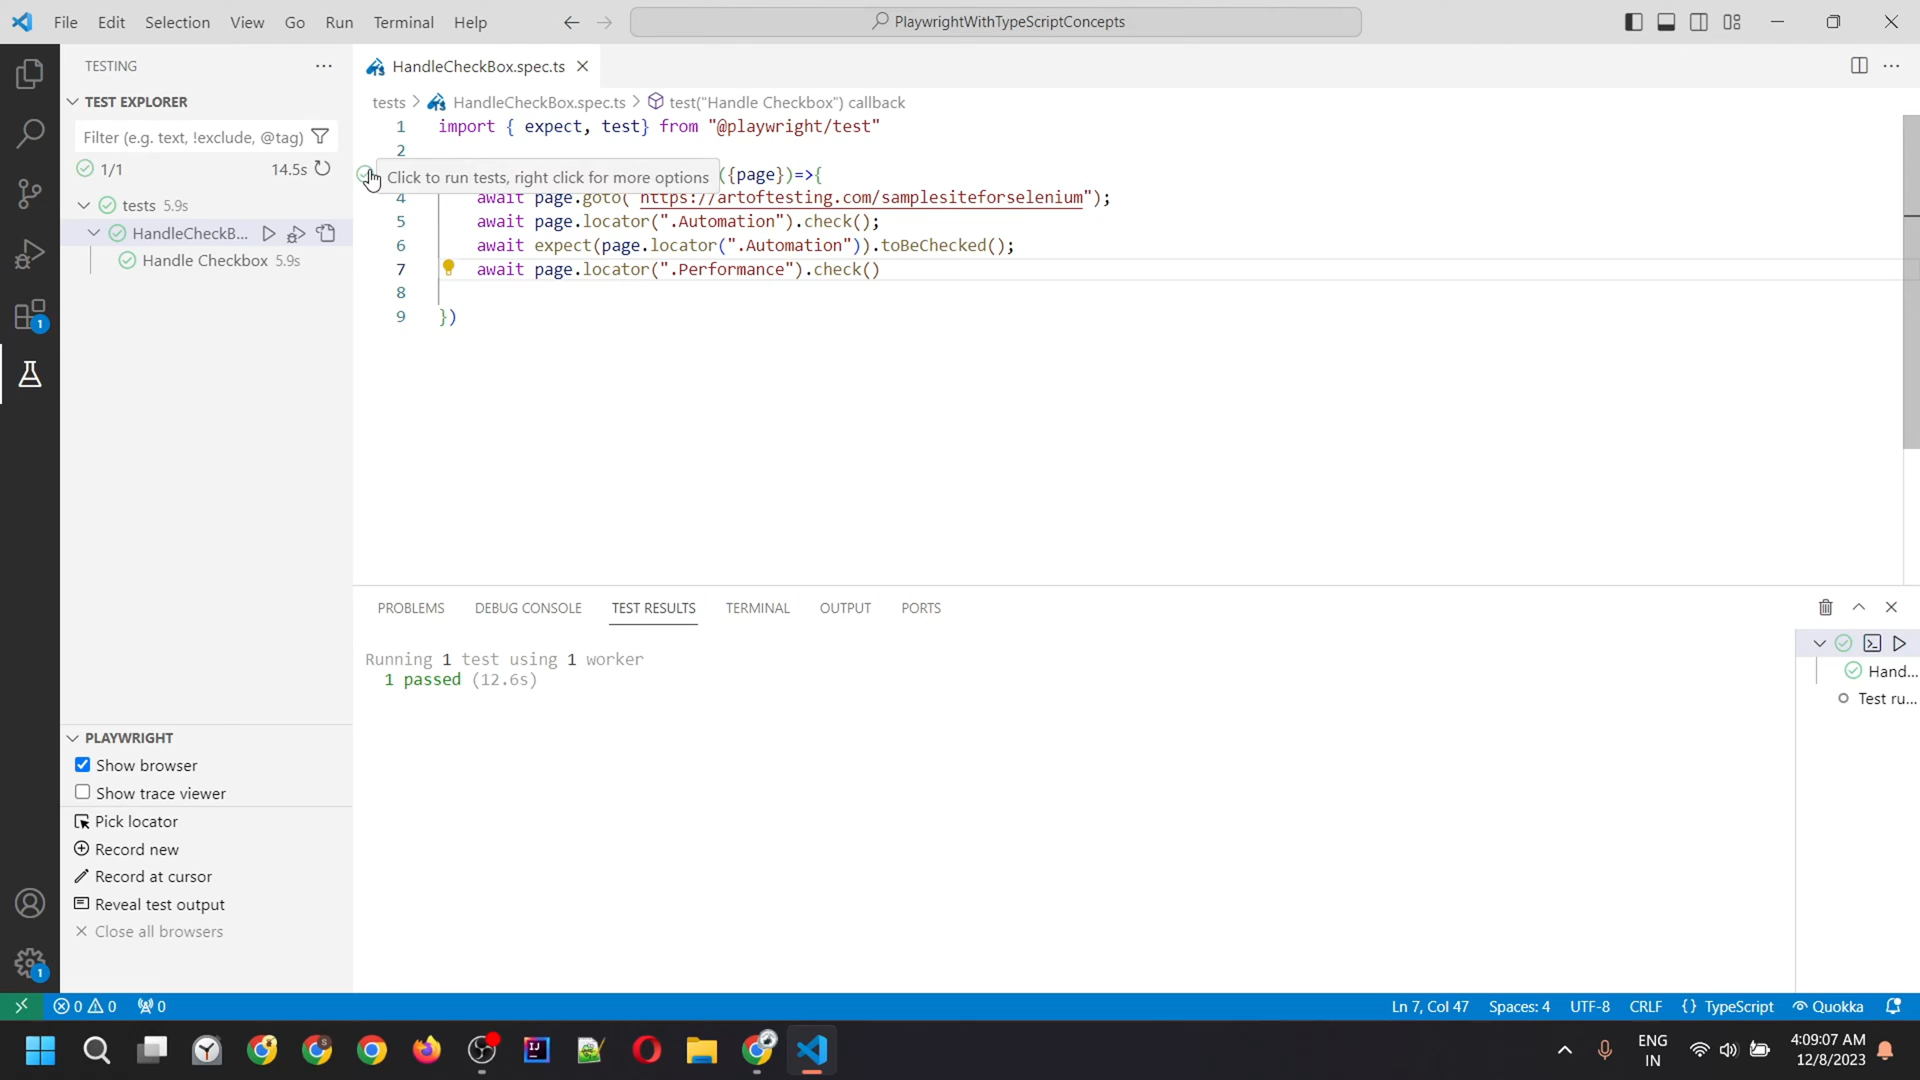 File Edit Selection View Go Run Terminal Help
PlaywrightWithTypeScriptConcepts
TESTING
TEST EXPLORER
Filter (e.g. text, !exclude, @tag)
1/1 14.5s
tests 5.9s
HandleCheckB...
Handle Checkbox 5.9s
HandleCheckBox.spec.ts
tests > HandleCheckBox.spec.ts > test("Handle Checkbox") callback
1 import { expect, test} from "@playwright/test"
2
Click to run tests, right click for more options
({page})=>{
4 await page.goto("https://artoftesting.com/samplesiteforselenium");
5 await page.locator(".Automation").check();
6 await expect(page.locator(".Automation")).toBeChecked();
7 await page.locator(".Performance").check()
8
9 })
PROBLEMS DEBUG CONSOLE TEST RESULTS TERMINAL OUTPUT PORTS
Running 1 test using 1 worker
1 passed (12.6s)
Hand...
Test ru...
PLAYWRIGHT
Show browser
Show trace viewer
Pick locator
Record new
Record at cursor
Reveal test output
Close all browsers
1
1
0 0 0
Ln 7, Col 47 Spaces: 4 UTF-8 CRLF {} TypeScript Quokka
S
ENG
IN
4:09:07 AM
12/8/2023